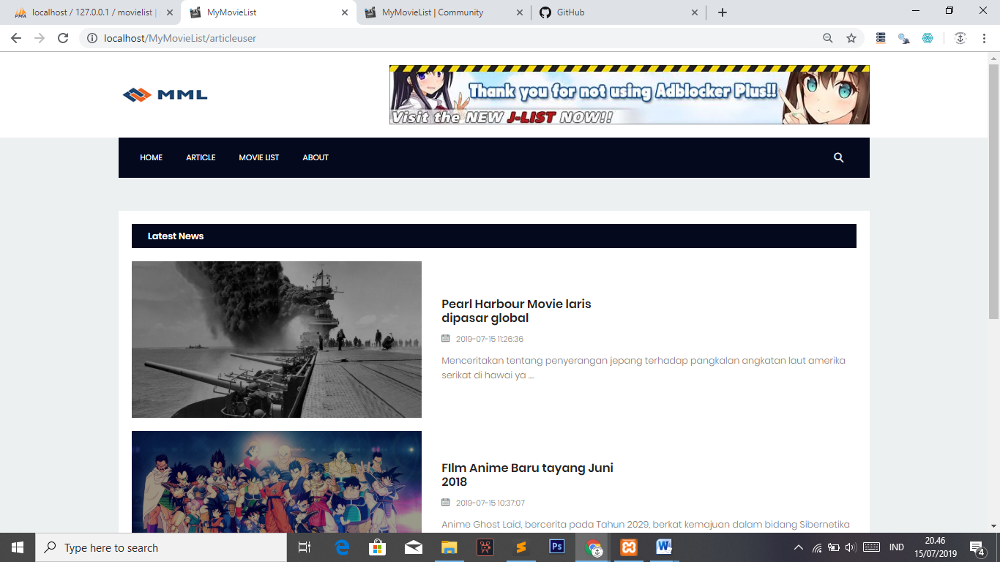 localhost / 127.0.0.1 / movielist |
MyMovieList
MyMovieList | Community
GitHub
localhost/MyMovieList/articleuser
MML
Thank you for not using Adblocker Plus!!
Visit the NEW J-LIST NOW!!
HOME
ARTICLE
MOVIE LIST
ABOUT
Latest News
Pearl Harbour Movie laris
dipasar global
2019-07-15 11:26:36
Menceritakan tentang penyerangan jepang terhadap pangkalan angkatan laut amerika
serikat di hawai ya ....
FIlm Anime Baru tayang Juni
2018
2019-07-15 10:37:07
Anime Ghost Laid, bercerita pada Tahun 2029, berkat kemajuan dalam bidang Sibernetika
Type here to search
Ps
IND
20.46
15/07/2019
4